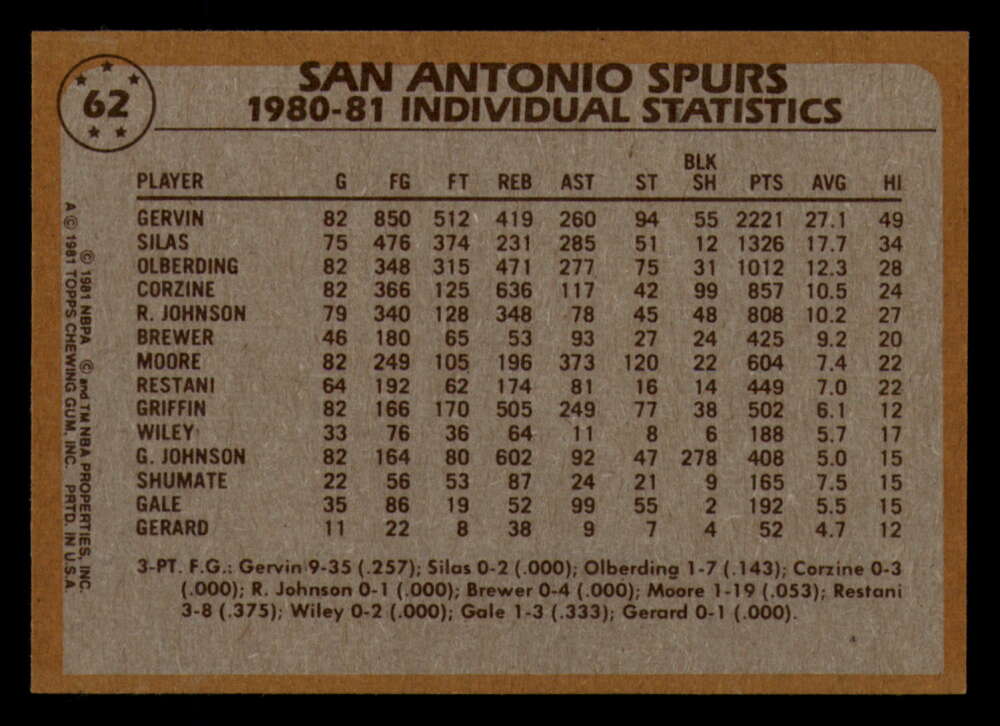 62
SAN ANTONIO SPURS
1980-81 INDIVIDUAL STATISTICS
PLAYER G FG FT REB AST ST BLK SH PTS AVG HI
GERVIN 82 850 512 419 260 94 55 2221 27.1 49
SILAS 75 476 374 231 285 51 12 1326 17.7 34
OLBERDING 82 348 315 471 277 75 31 1012 12.3 28
CORZINE 82 366 125 636 117 42 99 857 10.5 24
R. JOHNSON 79 340 128 348 78 45 48 808 10.2 27
BREWER 46 180 65 53 93 27 24 425 9.2 20
MOORE 82 249 105 196 373 120 22 604 7.4 22
RESTANI 64 192 62 174 81 16 14 449 7.0 22
GRIFFIN 82 166 170 505 249 77 38 502 6.1 12
WILEY 33 76 36 64 11 8 6 188 5.7 17
G. JOHNSON 82 164 80 602 92 47 278 408 5.0 15
SHUMATE 22 56 53 87 24 21 9 165 7.5 15
GALE 35 86 19 52 99 55 2 192 5.5 15
GERARD 11 22 8 38 9 7 4 52 4.7 12
3-PT. F.G.: Gervin 9-35 (.257); Silas 0-2 (.000); Olberding 1-7 (.143); Corzine 0-3
(.000); R. Johnson 0-1 (.000); Brewer 0-4 (.000); Moore 1-19 (.053); Restani
3-8 (.375); Wiley 0-2 (.000); Gale 1-3 (.333); Gerard 0-1 (.000).
© 1981 NBPA © and TM NBA PROPERTIES, INC.
A © 1981 TOPPS CHEWING GUM, INC. PRTD. IN U.S.A.